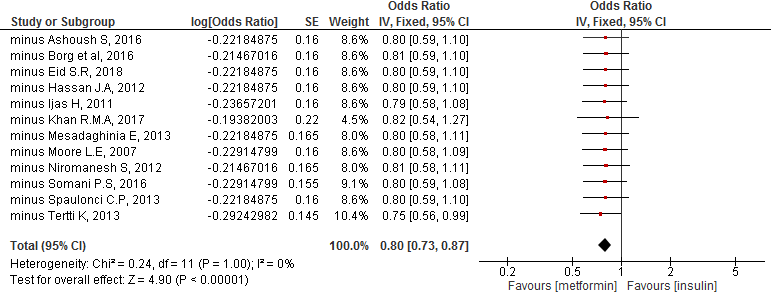 Odds Ratio Odds Ratio
Study or Subgroup log[Odds Ratio] SE Weight IV, Fixed, 95% CI IV, Fixed, 95% CI
minus Ashoush S, 2016 -0.22184875 0.16 8.6% 0.80 [0.59, 1.10]
minus Borg et al, 2016 -0.21467016 0.16 8.6% 0.81 [0.59, 1.10]
minus Eid S.R, 2018 -0.22184875 0.16 8.6% 0.80 [0.59, 1.10]
minus Hassan J.A, 2012 -0.22184875 0.16 8.6% 0.80 [0.59, 1.10]
minus Ijas H, 2011 -0.23657201 0.16 8.6% 0.79 [0.58, 1.08]
minus Khan R.M.A, 2017 -0.19382003 0.22 4.5% 0.82 [0.54, 1.27]
minus Mesadaghinia E, 2013 -0.22184875 0.165 8.1% 0.80 [0.58, 1.11]
minus Moore L.E, 2007 -0.22914799 0.16 8.6% 0.80 [0.58, 1.09]
minus Niromanesh S, 2012 -0.21467016 0.165 8.1% 0.81 [0.58, 1.11]
minus Somani P.S, 2016 -0.22914799 0.155 9.1% 0.80 [0.59, 1.08]
minus Spaulonci C.P, 2013 -0.22184875 0.16 8.6% 0.80 [0.59, 1.10]
minus Tertti K, 2013 -0.29242982 0.145 10.4% 0.75 [0.56, 0.99]
Total (95% CI) 100.0% 0.80 [0.73, 0.87]
Heterogeneity: Chi² = 0.24, df = 11 (P = 1.00); I² = 0%
Test for overall effect: Z = 4.90 (P < 0.00001)
0.2 0.5 1 2 5
Favours [metformin] Favours [insulin]